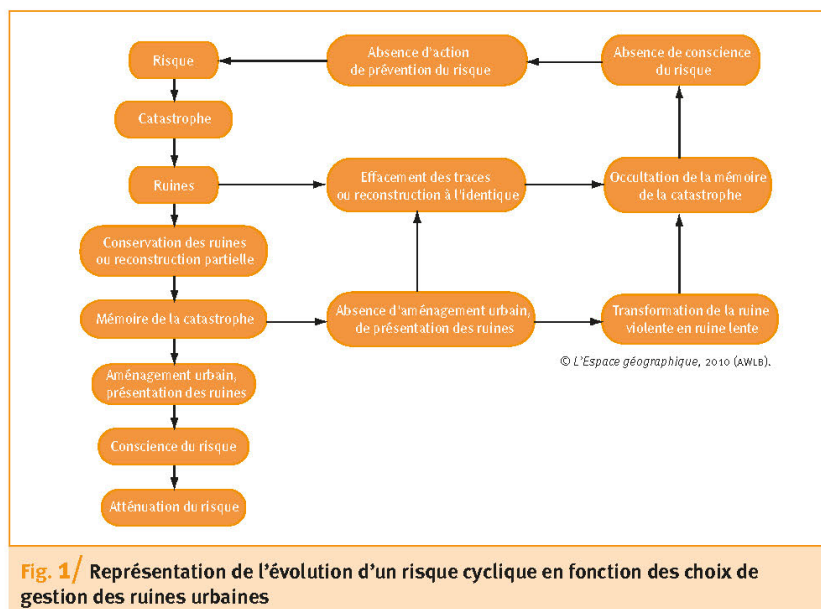 Risque
Absence d'action
de prévention du risque
Absence de conscience
du risque
Catastrophe
Ruines
Effacement des traces
ou reconstruction à l'identique
Occultation de la mémoire
de la catastrophe
Conservation des ruines
ou reconstruction partielle
Mémoire de la catastrophe
Absence d'aménagement urbain,
de présentation des ruines
Transformation de la ruine
violente en ruine lente
© L'Espace géographique, 2010 (AWLB).
Aménagement urbain,
présentation des ruines
Conscience du risque
Atténuation du risque
Fig. 1/ Représentation de l'évolution d'un risque cyclique en fonction des choix de
gestion des ruines urbaines